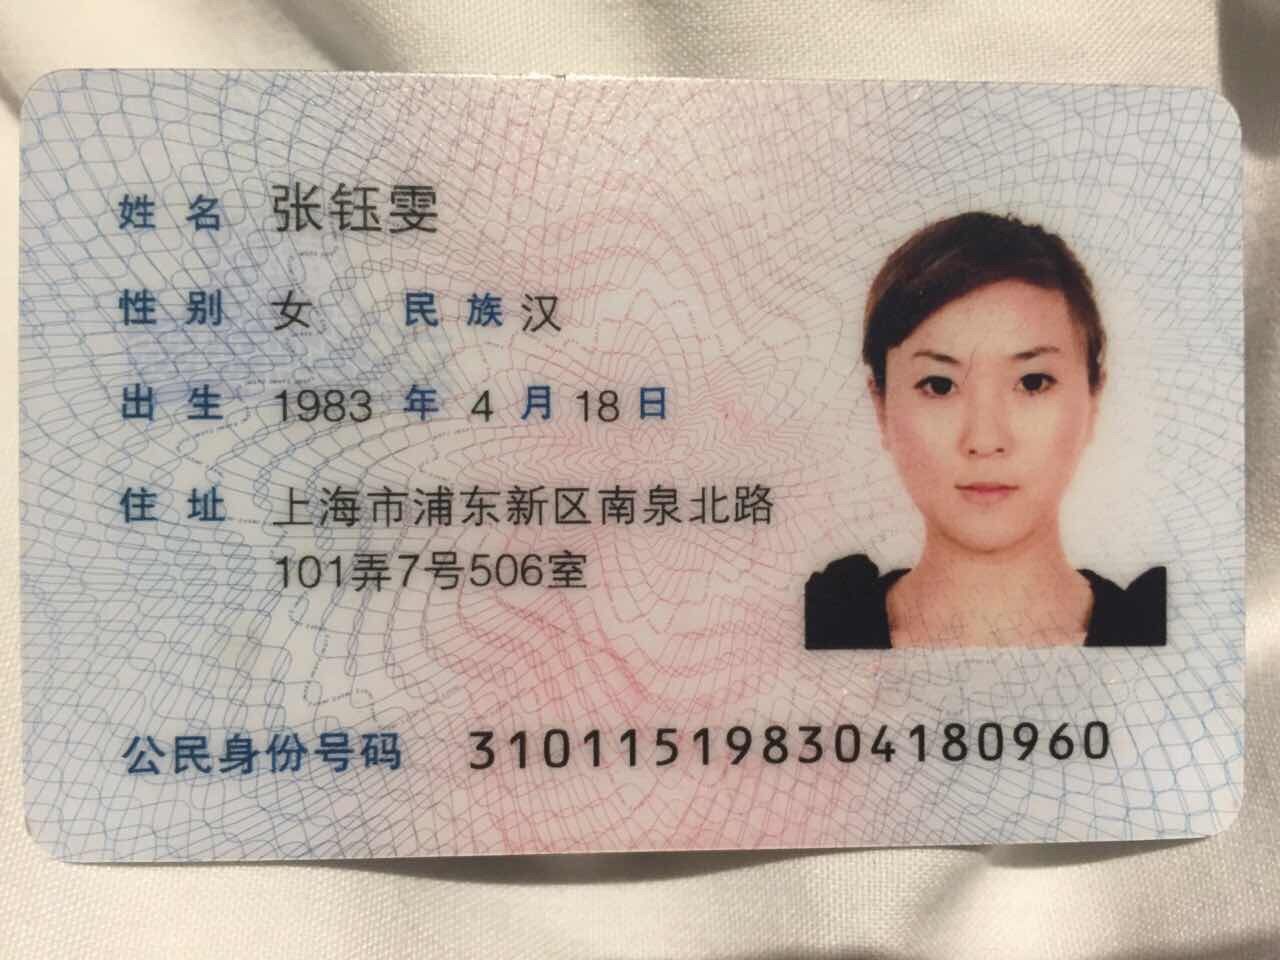 姓名 张钰雯
性别 女 民族 汉
出生 1983 年 4 月 18 日
住址 上海市浦东新区南泉北路
101弄7号506室
公民身份号码 310115198304180960